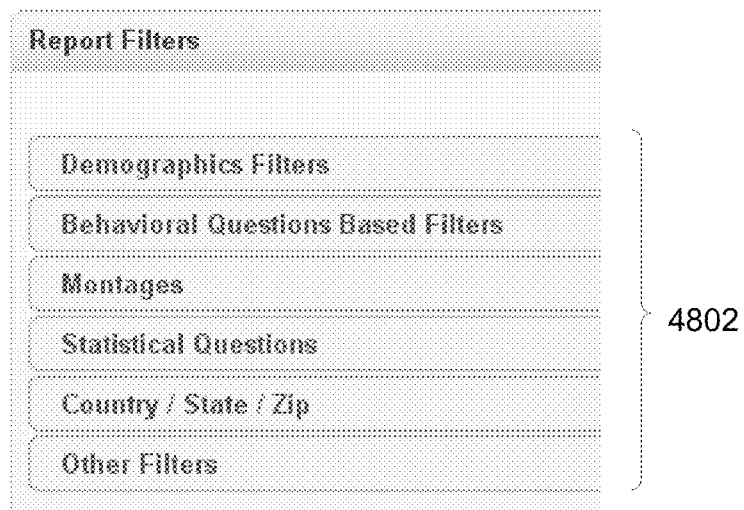 Report Filters
Demographics Filters
Behavioral Questions Based Filters
Montages
Statistical Questions
Country / State / Zip
Other Filters
4802